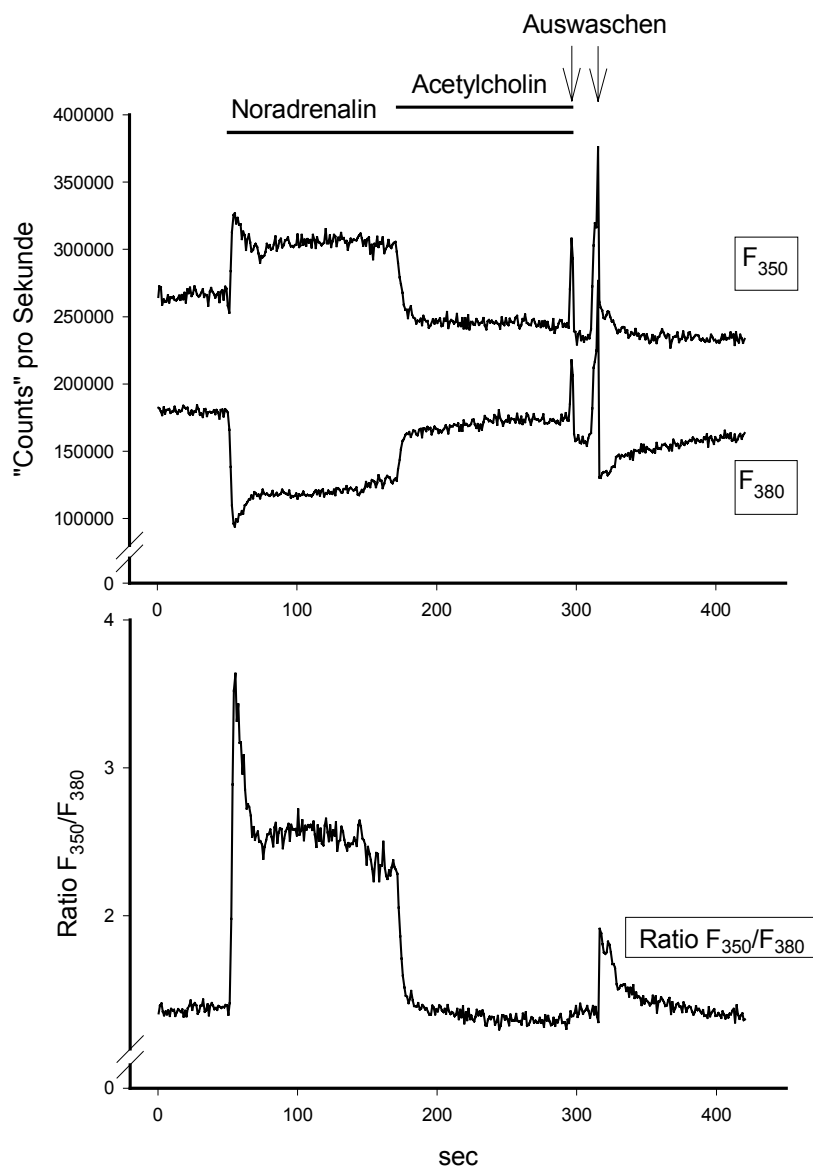 Auswaschen
Acetylcholin
Noradrenalin
400000
350000
300000
250000
200000
150000
100000
0
"Counts" pro Sekunde
F350
F380
0 100 200 300 400
4
3
2
0
Ratio F350/F380
Ratio F350/F380
0 100 200 300 400
sec